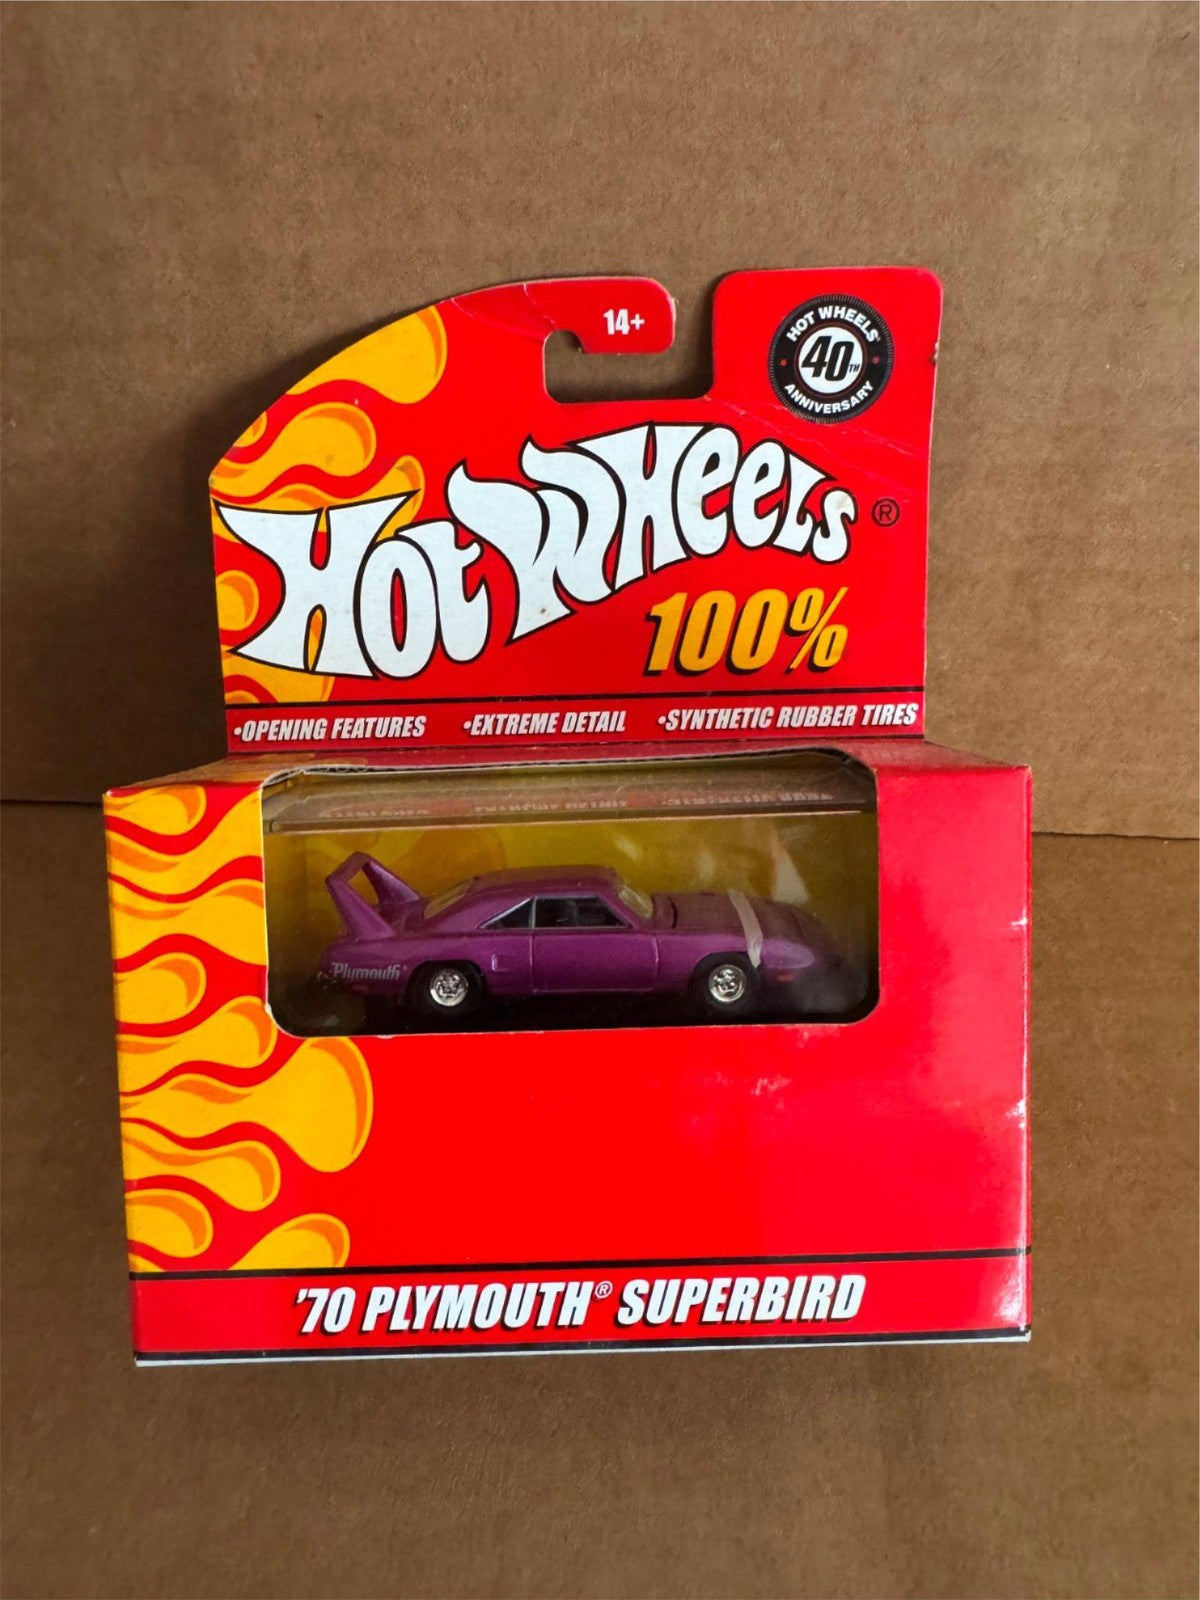 14+
HOT WHEELS
40TH
ANNIVERSARY
HOT WHEELS®
100%
•OPENING FEATURES •EXTREME DETAIL •SYNTHETIC RUBBER TIRES
Plymouth
'70 PLYMOUTH® SUPERBIRD